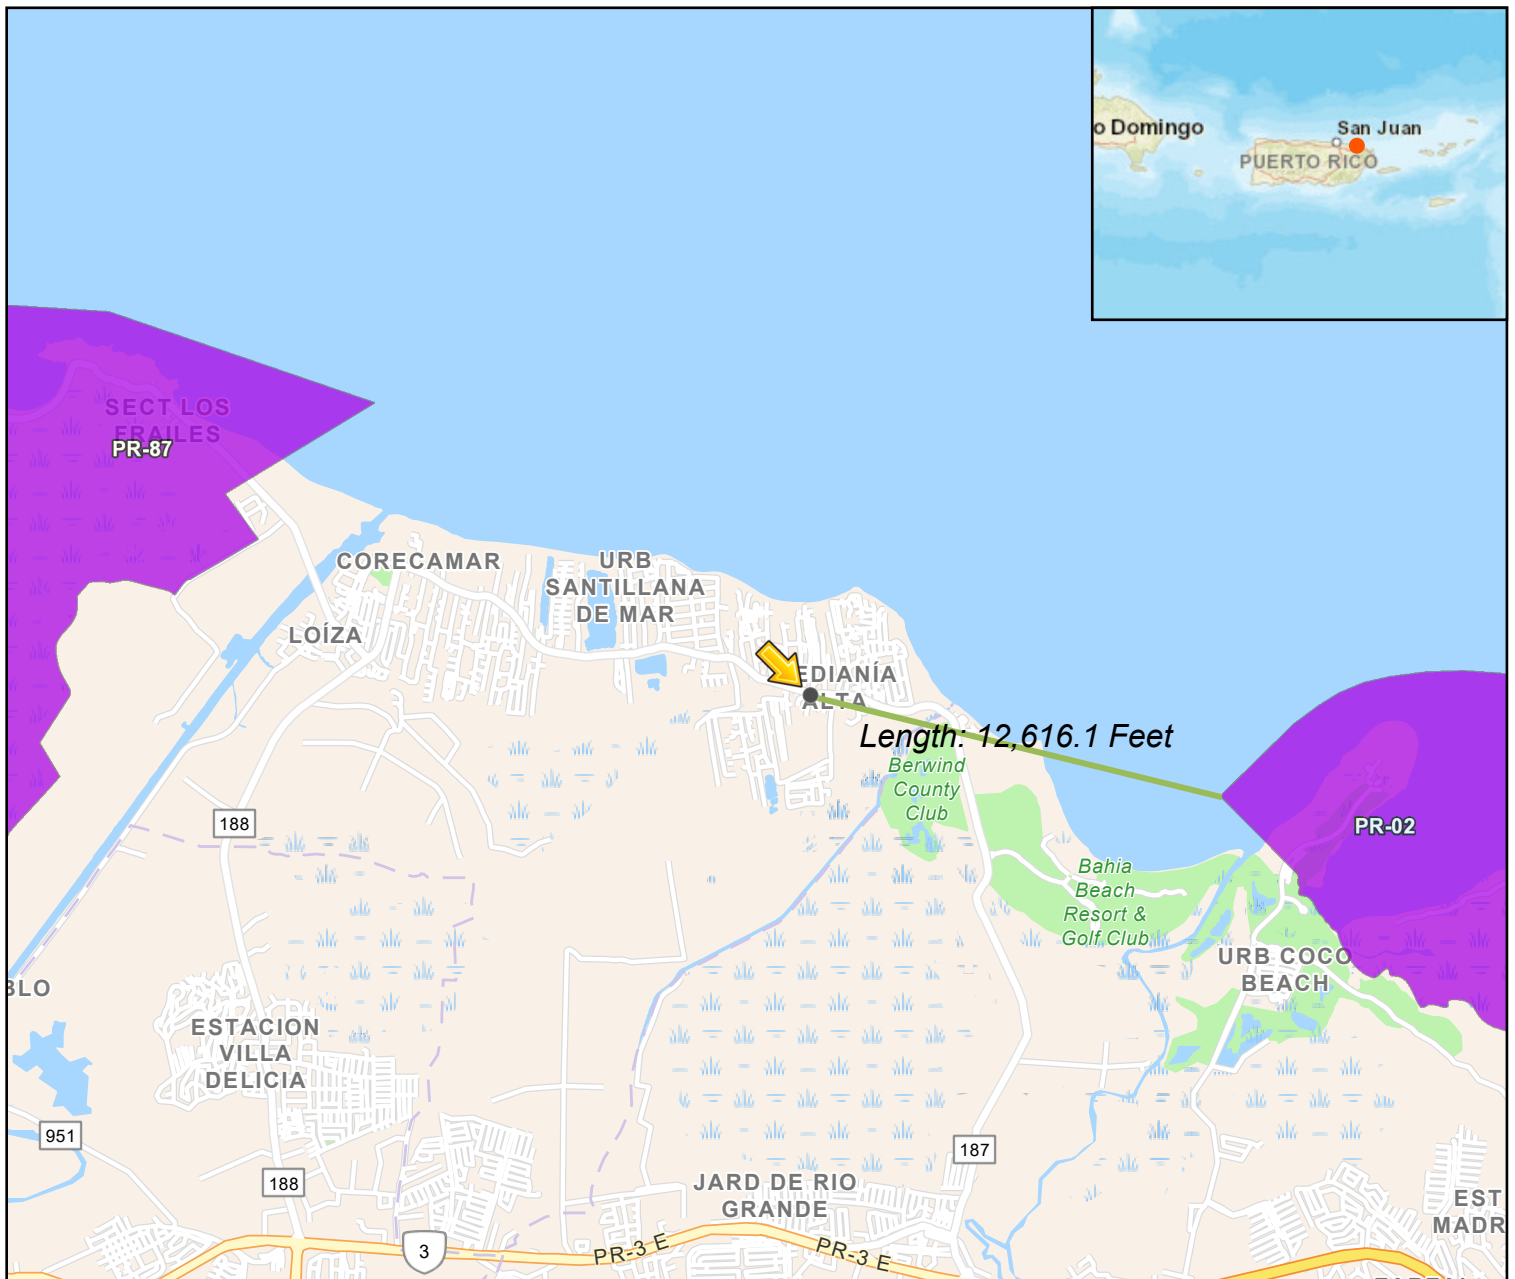 o Domingo
San Juan
PUERTO RICO
SECT LOS
FRAILES
PR-87
CORECAMAR
URB
SANTILLANA
DE MAR
LOÍZA
EDIANÍA
ALTA
Length: 12,616.1 Feet
Berwind
County
Club
188
PR-02
Bahia
Beach
Resort &
Golf Club
URB COCO
BEACH
BLO
ESTACION
VILLA
DELICIA
951
187
188
JARD DE RIO
GRANDE
EST
MADR
3
PR-3 E
PR-3 E